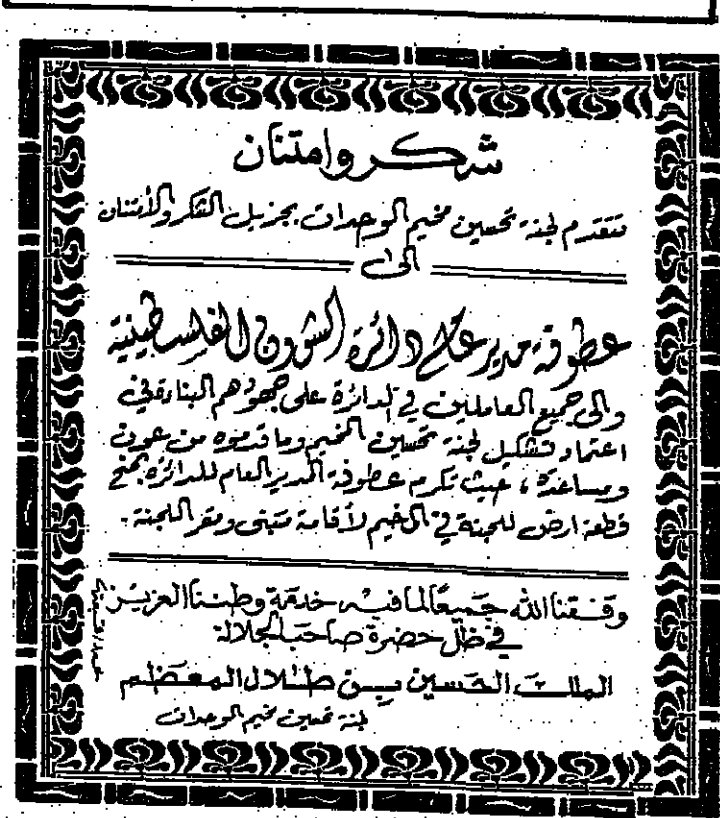 شكر وامتنان
تتقدم لجنة تحسين مخيم الوحدات بجزيل الشكر والأمتنان
الى
عطوفة مدير عام دائرة الشؤون الفلسطينية
والى جميع العاملين في الدائرة على جهودهم البناءة في
اعتماد تشكيل لجنة تحسين المخيم وما قدموه من عون
ومساعدة ، حيث تكرم عطوفة المدير العام للدائرة بمنح
قطعة ارض للجنة في المخيم لأقامة مبنى ومقر اللجنة .
وفقنا الله جميعًا لما فيه خدمة وطننا العزيز
في ظل حضرة صاحب الجلالة
الملك الحسين بن طلال المعظم
لجنة تحسين مخيم الوحدات